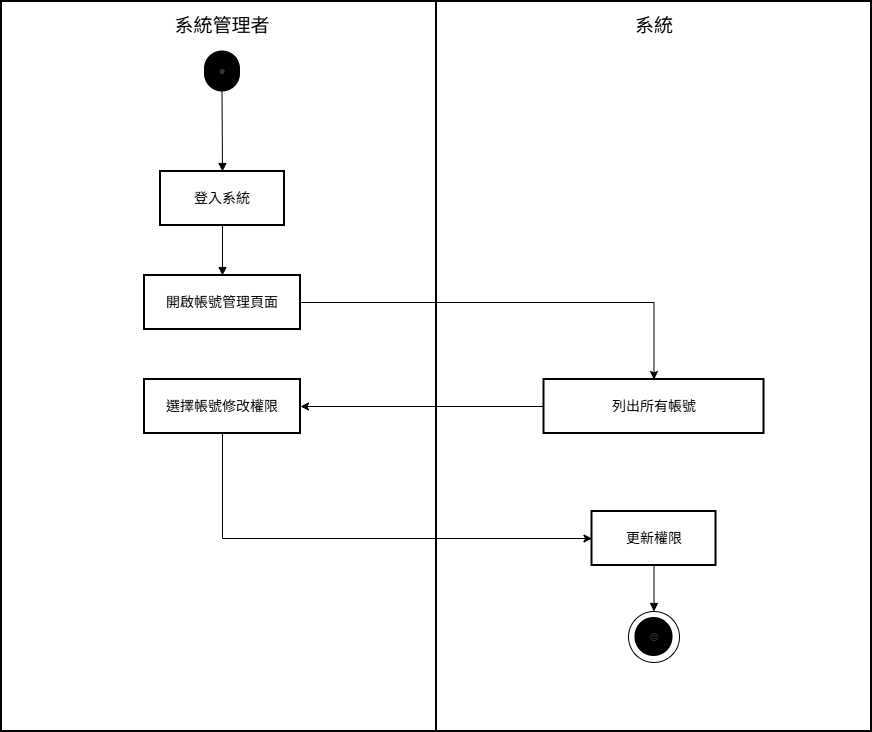 系統管理者
系統
登入系統
開啟帳號管理頁面
選擇帳號修改權限
列出所有帳號
更新權限